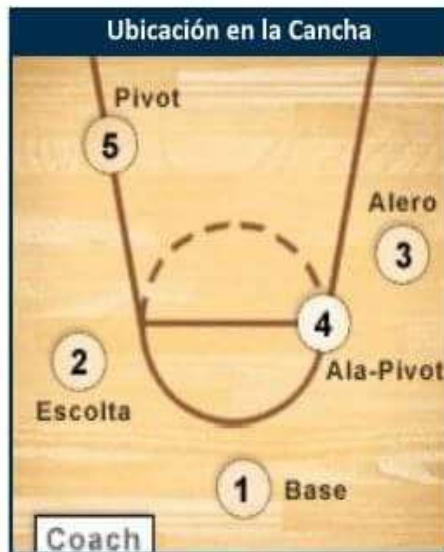 Ubicación en la Cancha
Pivot
5
Alero
3
4
Ala-Pivot
2
Escolta
1 Base
Coach